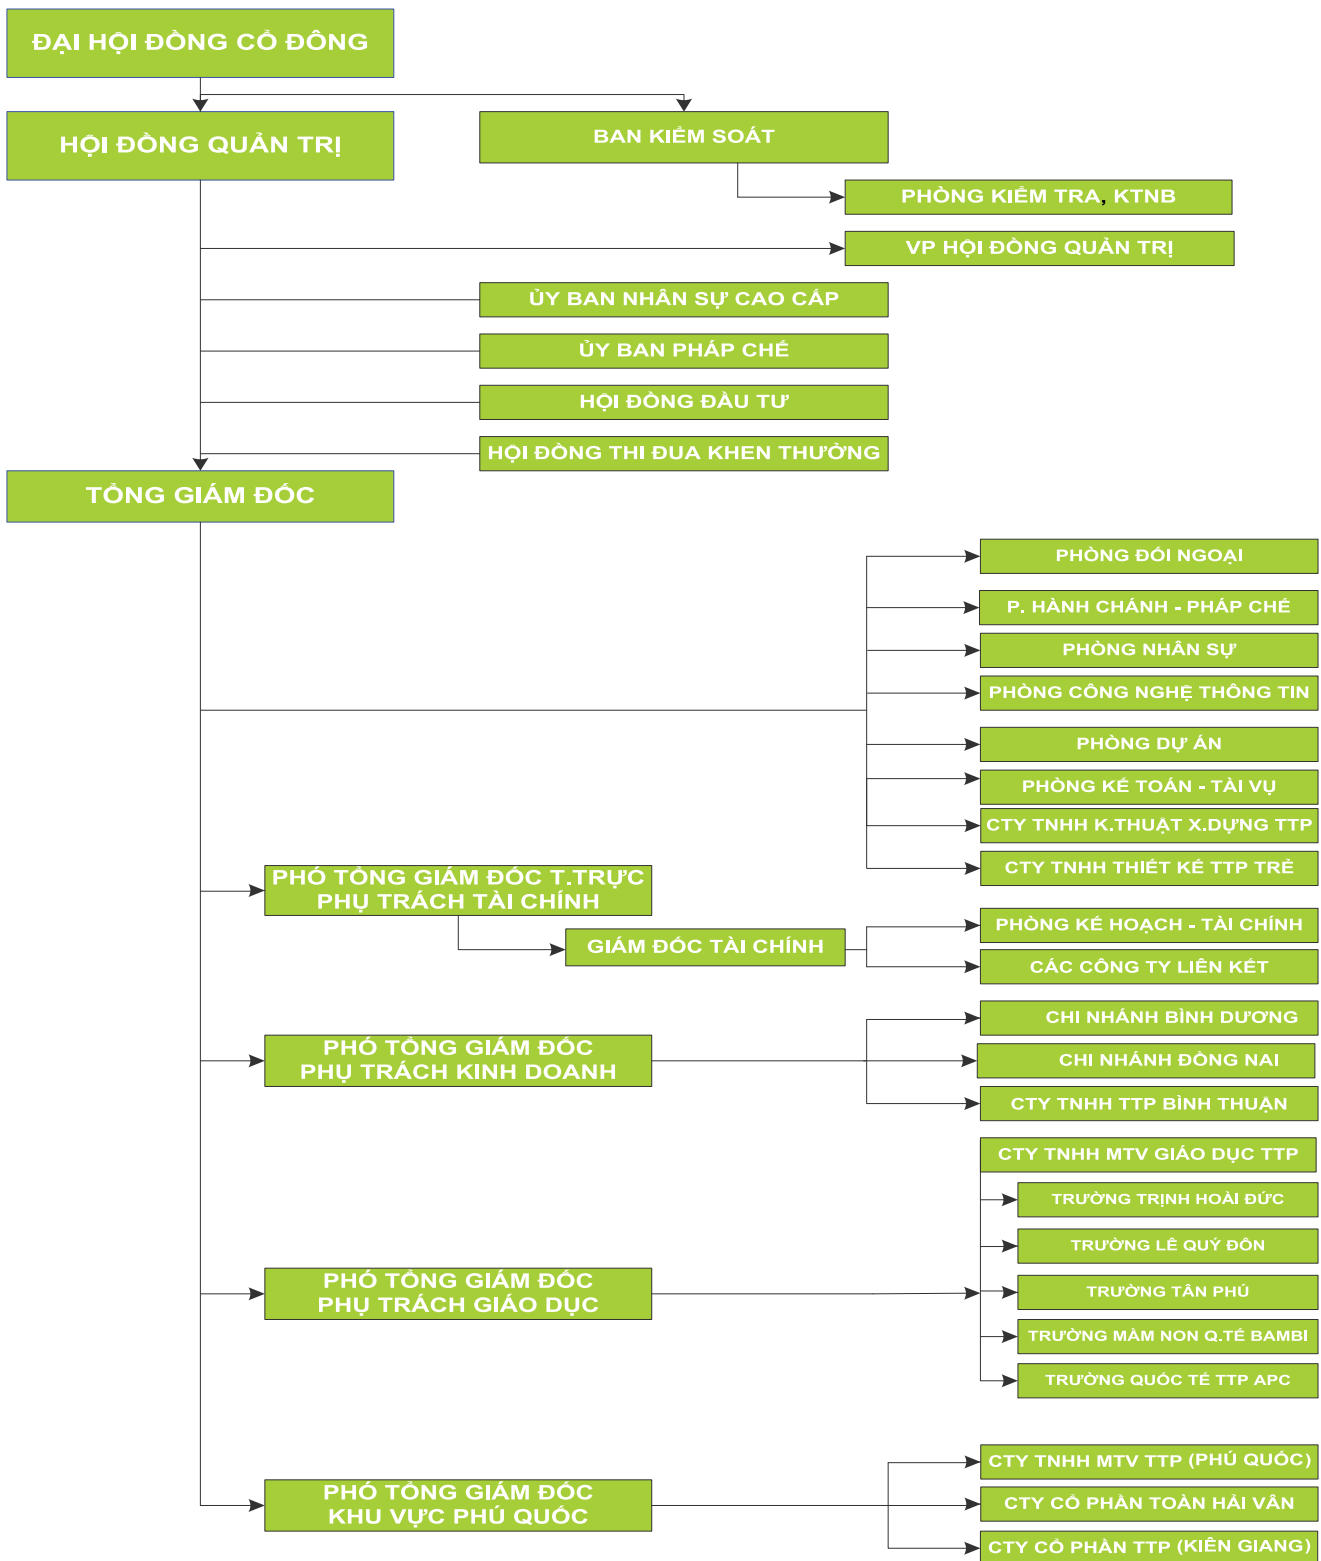 ĐẠI HỘI ĐỒNG CỔ ĐÔNG
HỘI ĐỒNG QUẢN TRỊ
BAN KIỂM SOÁT
PHÒNG KIỂM TRA, KTNB
VP HỘI ĐỒNG QUẢN TRỊ
ỦY BAN NHÂN SỰ CAO CẤP
ỦY BAN PHÁP CHẾ
HỘI ĐỒNG ĐẦU TƯ
HỘI ĐỒNG THI ĐUA KHEN THƯỞNG
TỔNG GIÁM ĐỐC
PHÒNG ĐỐI NGOẠI
P. HÀNH CHÁNH - PHÁP CHẾ
PHÒNG NHÂN SỰ
PHÒNG CÔNG NGHỆ THÔNG TIN
PHÒNG DỰ ÁN
PHÒNG KẾ TOÁN - TÀI VỤ
CTY TNHH K.THUẬT X.DỰNG TTP
CTY TNHH THIẾT KẾ TTP TRẺ
PHÓ TỔNG GIÁM ĐỐC T.TRỰC
PHỤ TRÁCH TÀI CHÍNH
GIÁM ĐỐC TÀI CHÍNH
PHÒNG KẾ HOẠCH - TÀI CHÍNH
CÁC CÔNG TY LIÊN KẾT
PHÓ TỔNG GIÁM ĐỐC
PHỤ TRÁCH KINH DOANH
CHI NHÁNH BÌNH DƯƠNG
CHI NHÁNH ĐỒNG NAI
CTY TNHH TTP BÌNH THUẬN
CTY TNHH MTV GIÁO DỤC TTP
TRƯỜNG TRỊNH HOÀI ĐỨC
TRƯỜNG LÊ QUÝ ĐÔN
PHÓ TỔNG GIÁM ĐỐC
PHỤ TRÁCH GIÁO DỤC
TRƯỜNG TÂN PHÚ
TRƯỜNG MẦM NON Q.TẾ BAMBI
TRƯỜNG QUỐC TẾ TTP APC
CTY TNHH MTV TTP (PHÚ QUỐC)
PHÓ TỔNG GIÁM ĐỐC
KHU VỰC PHÚ QUỐC
CTY CỔ PHẦN TOÀN HẢI VÂN
CTY CỔ PHẦN TTP (KIÊN GIANG)